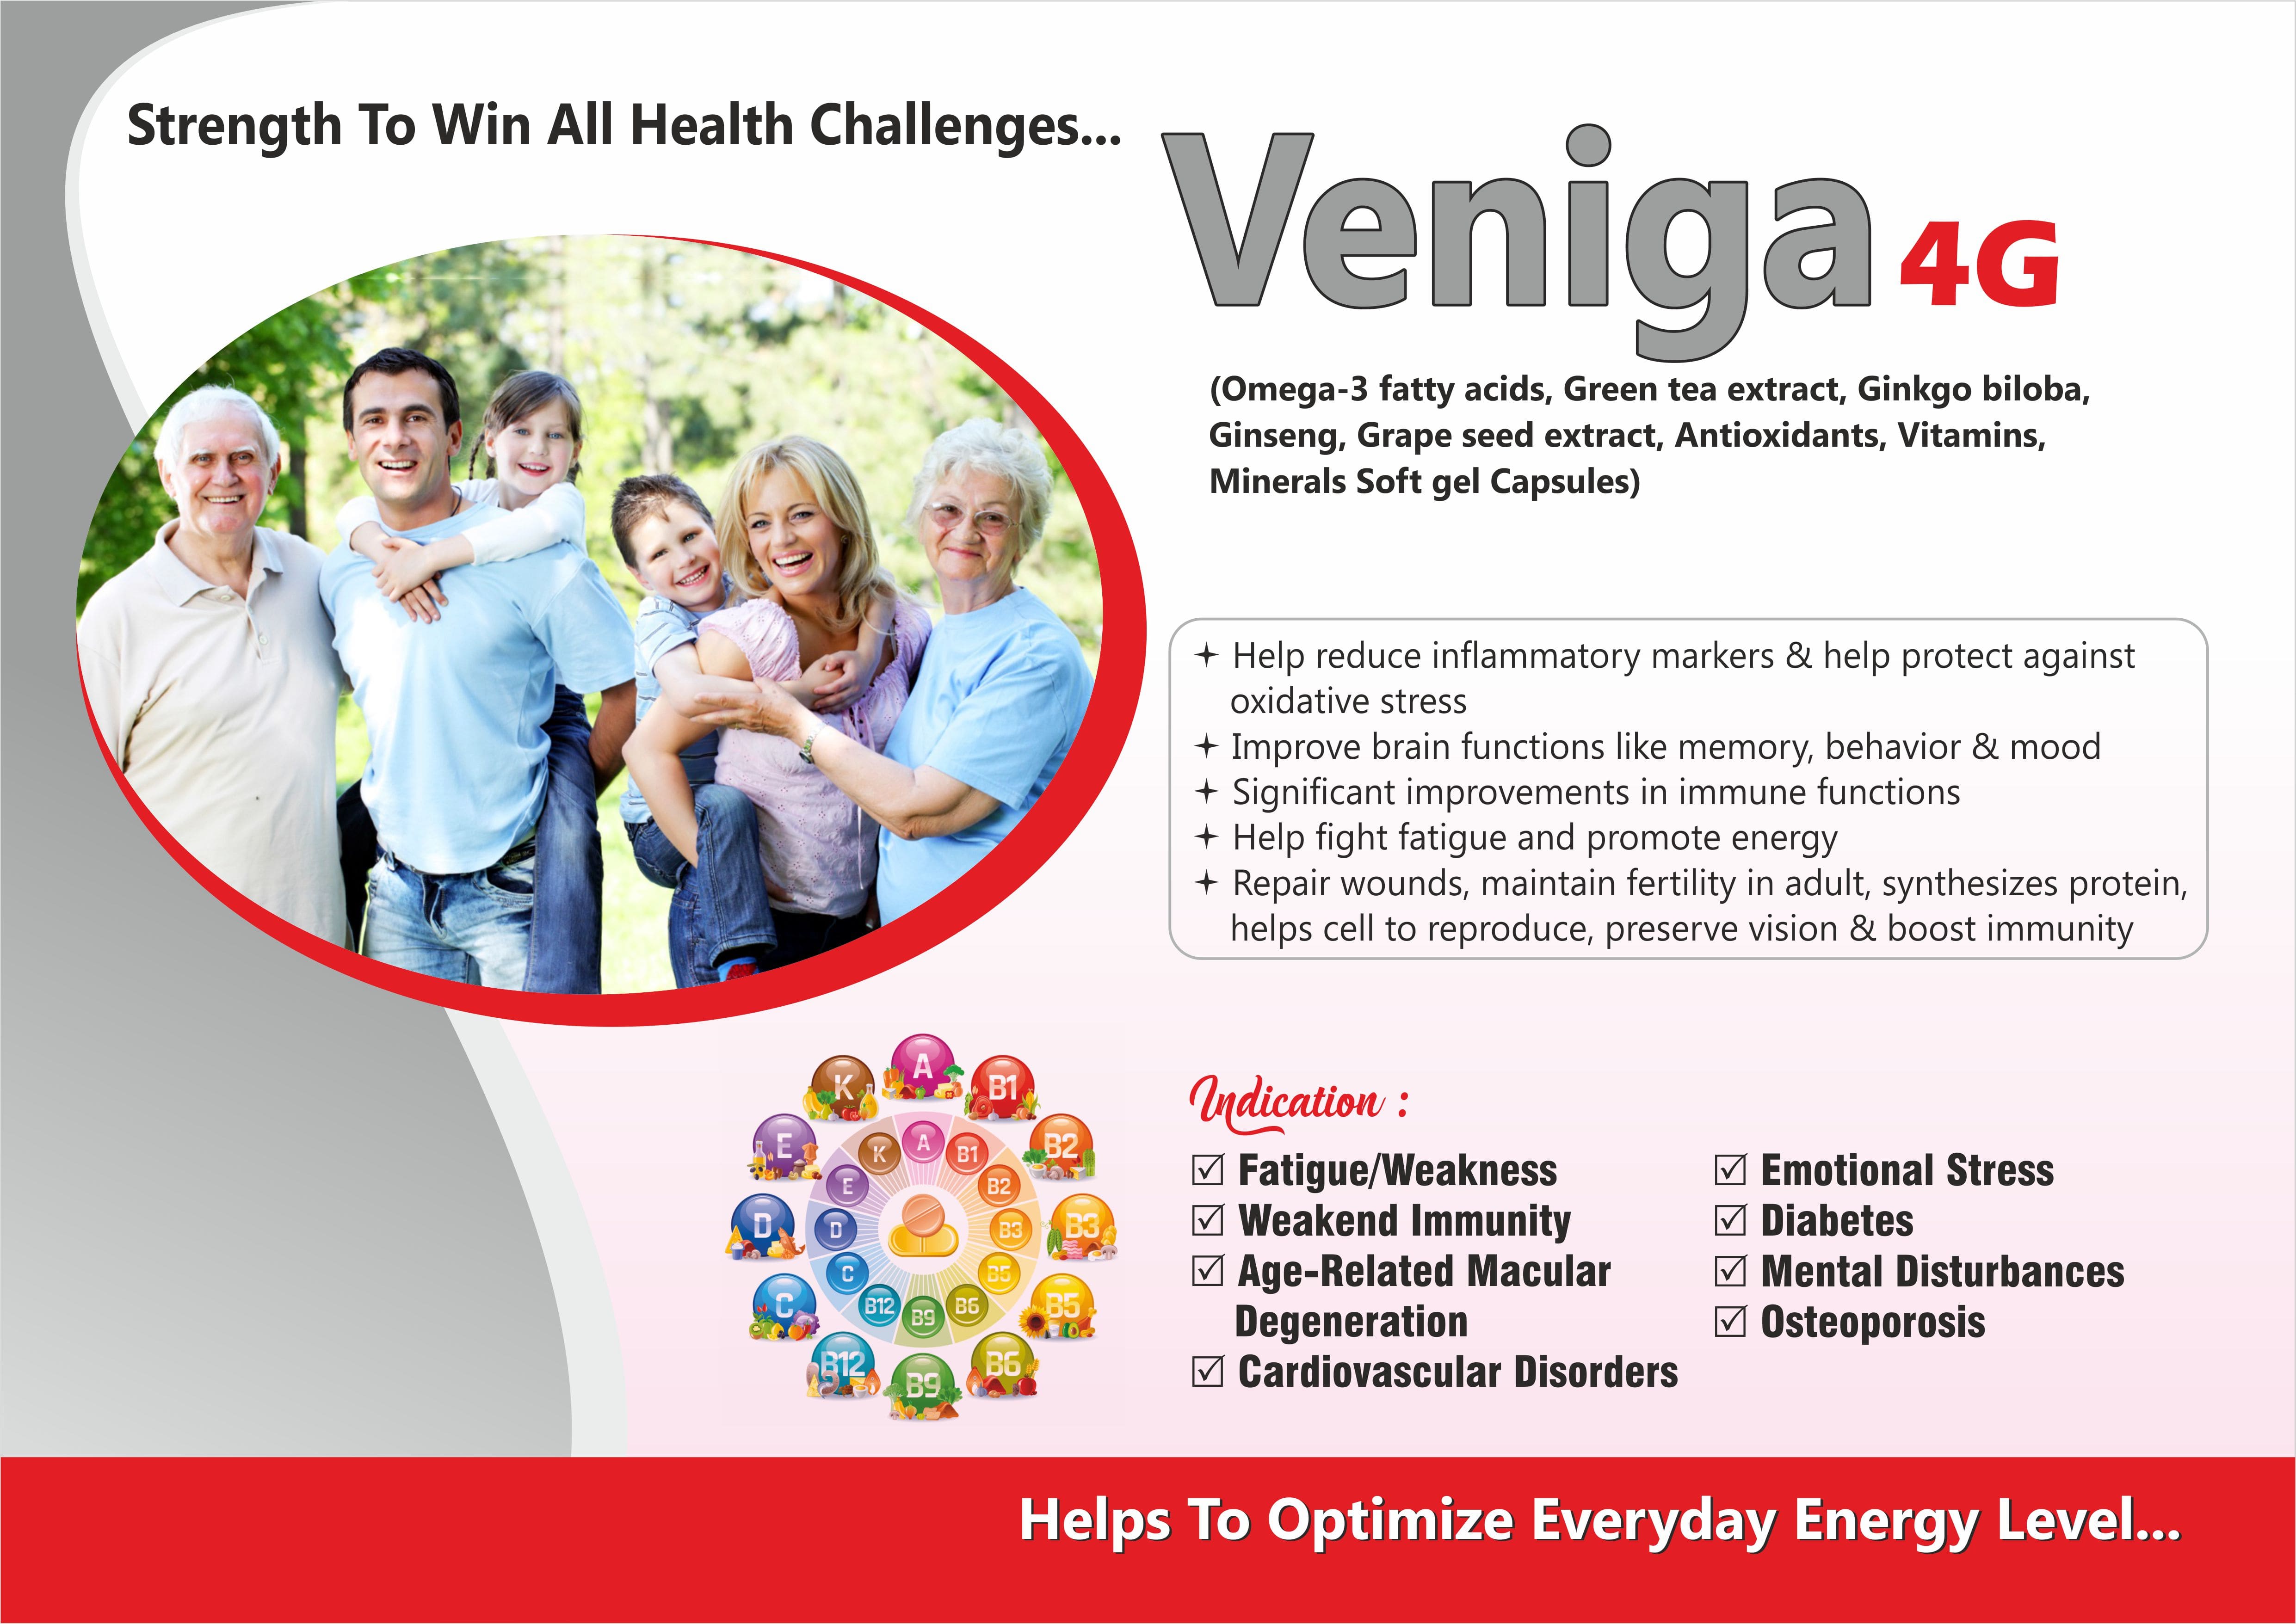 Strength To Win All Health Challenges...
Veniga 4G
(Omega-3 fatty acids, Green tea extract, Ginkgo biloba,
Ginseng, Grape seed extract, Antioxidants, Vitamins,
Minerals Soft gel Capsules)
Help reduce inflammatory markers & help protect against
oxidative stress
Improve brain functions like memory, behavior & mood
Significant improvements in immune functions
Help fight fatigue and promote energy
Repair wounds, maintain fertility in adult, synthesizes protein,
helps cell to reproduce, preserve vision & boost immunity
A
B1
B2
B3
B5
B6
B9
B12
C
D
E
K
A
B1
B2
B3
B5
B6
B9
B12
C
D
E
K
Indication :
Fatigue/Weakness
Weakend Immunity
Age-Related Macular
Degeneration
Cardiovascular Disorders
Emotional Stress
Diabetes
Mental Disturbances
Osteoporosis
Helps To Optimize Everyday Energy Level...